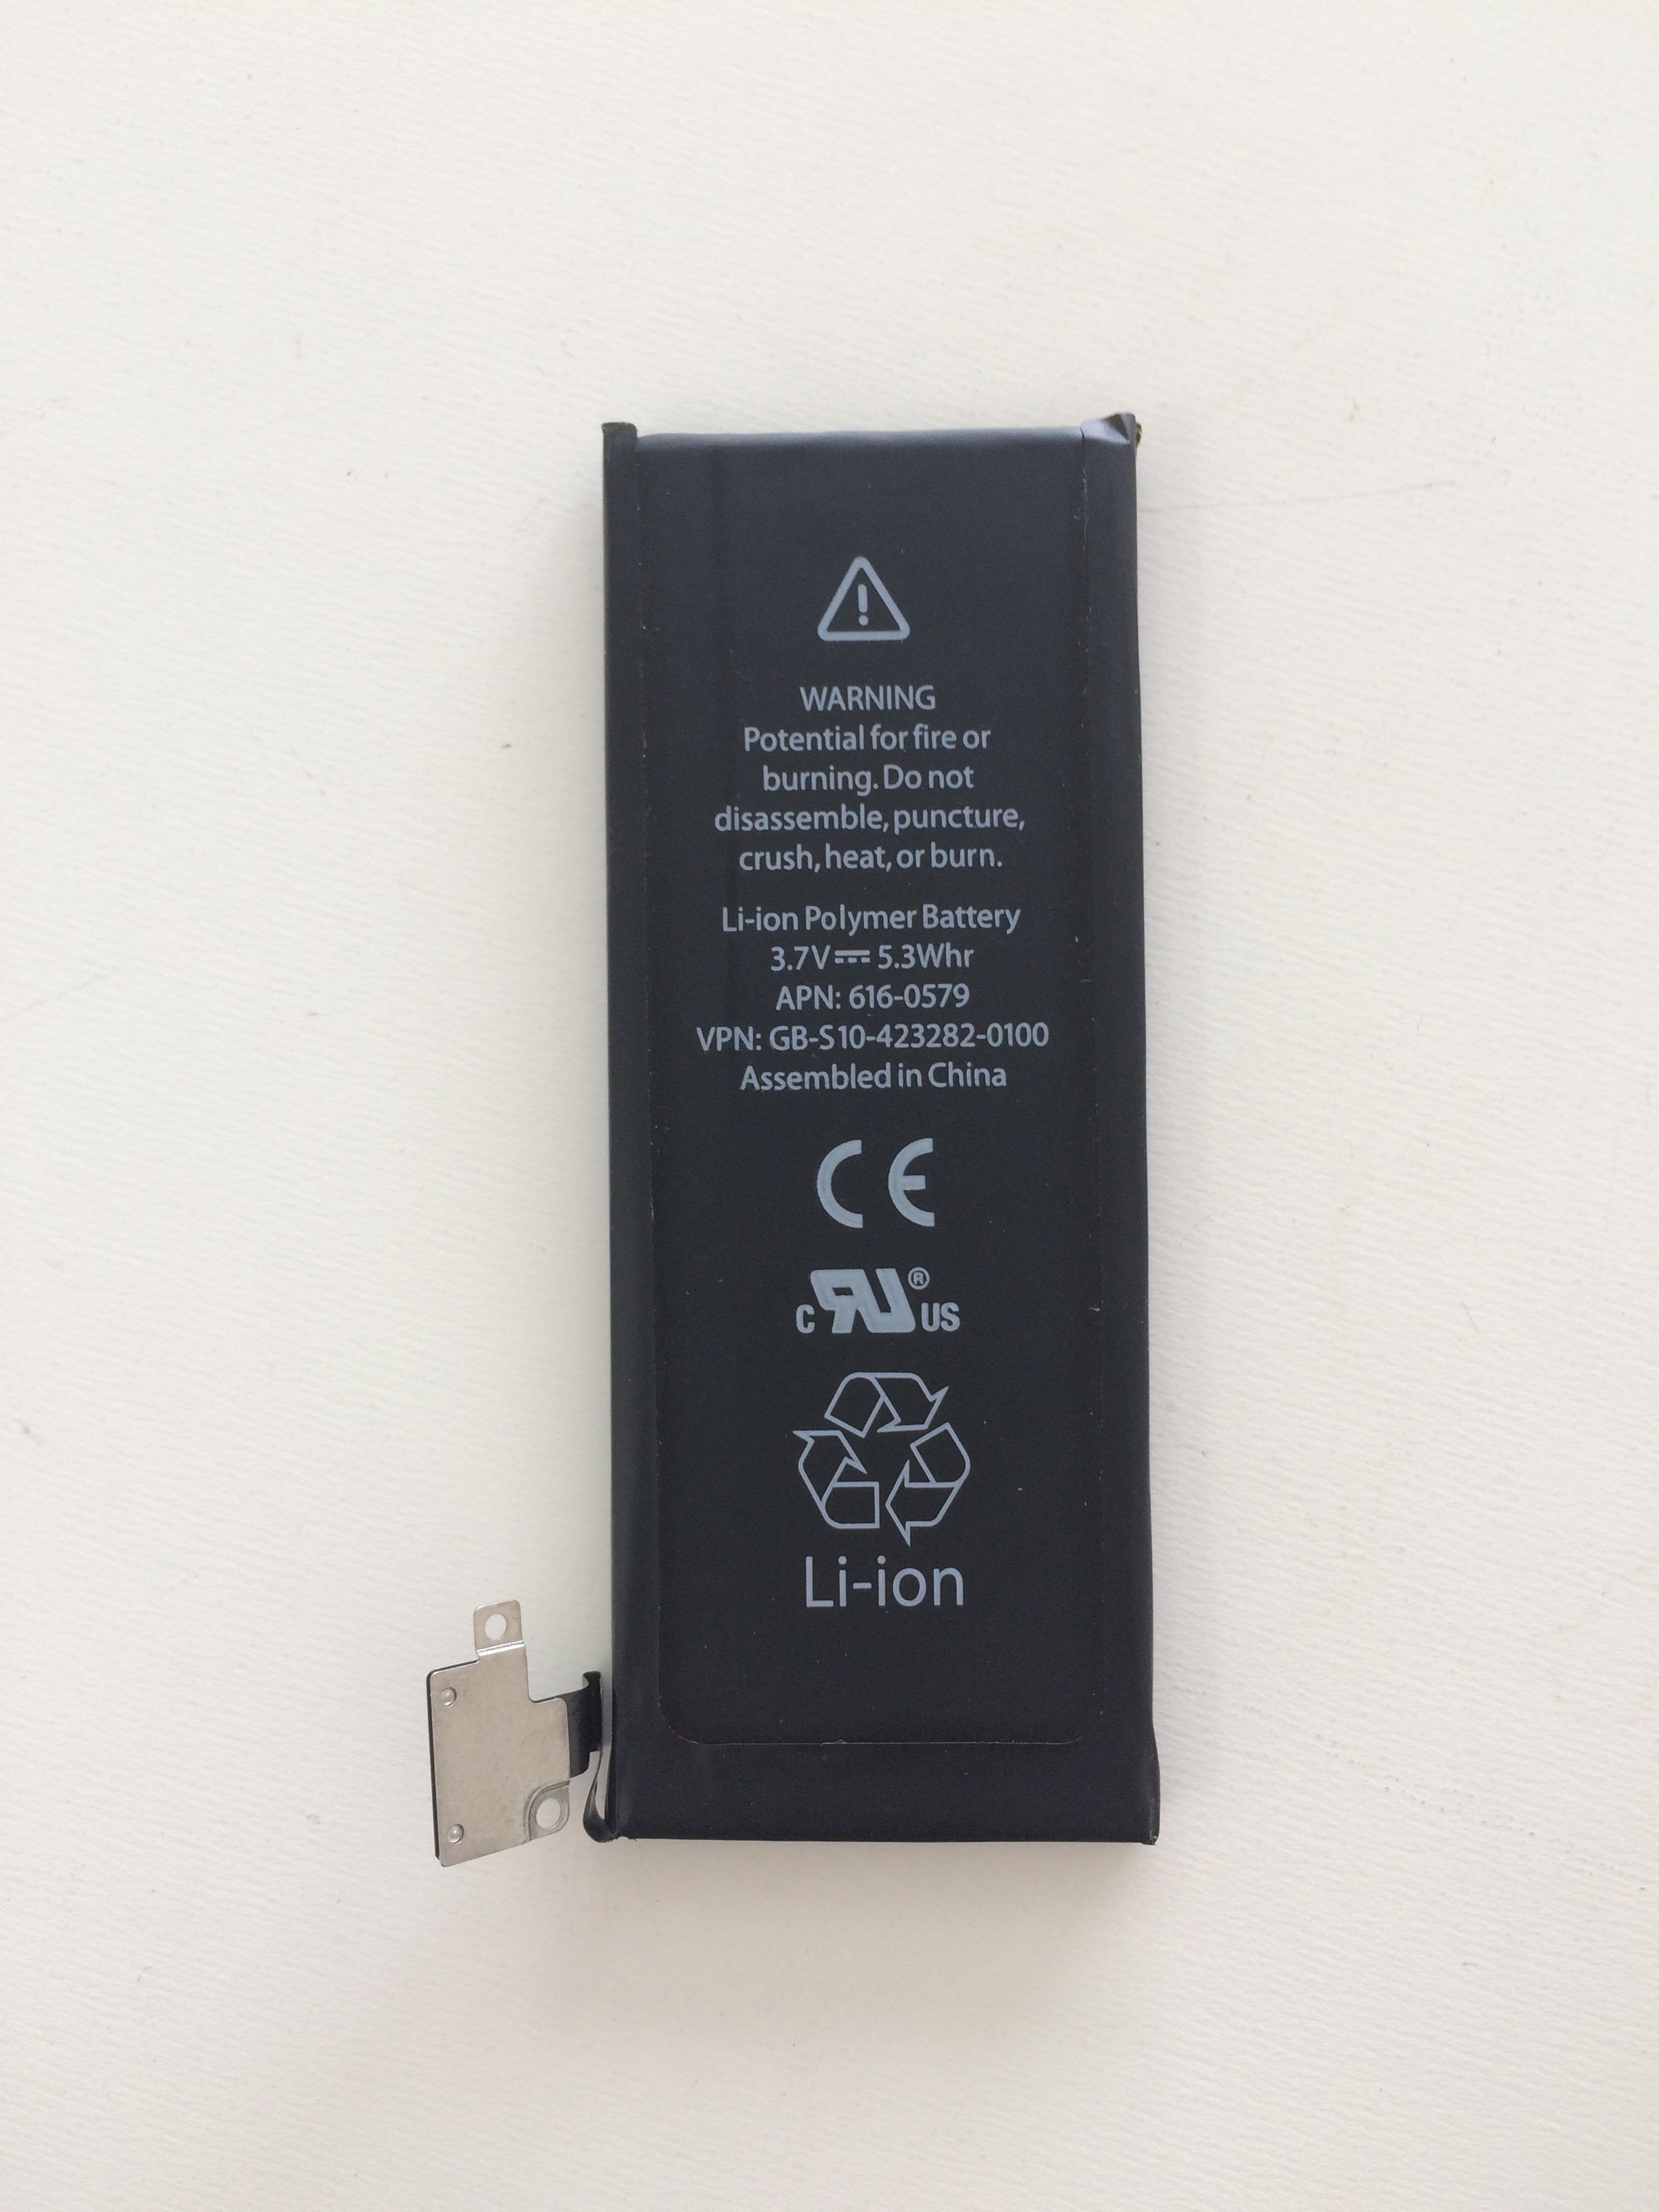 WARNING
Potential for fire or
burning. Do not
disassemble, puncture,
crush, heat, or burn.
Li-ion Polymer Battery
3.7V⎓5.3Whr
APN: 616-0579
VPN: GB-S10-423282-0100
Assembled in China
CE
c RU® US
Li-ion